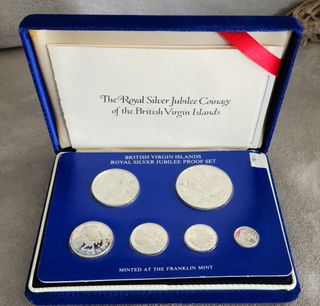 The Royal Silver Jubilee Coinage
of the British Virgin Islands
BRITISH VIRGIN ISLANDS
ROYAL SILVER JUBILEE PROOF SET
MINTED AT THE FRANKLIN MINT